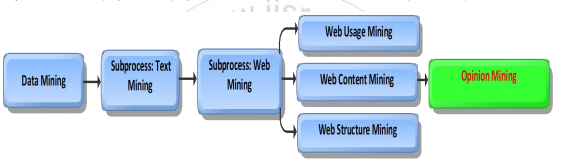 Data Mining
Subprocess: Text
Mining
Subprocess: Web
Mining
Web Usage Mining
Web Content Mining
Web Structure Mining
Opinion Mining